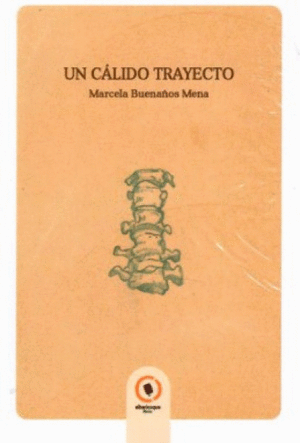 UN CÁLIDO TRAYECTO
Marcela Buenaños Mena